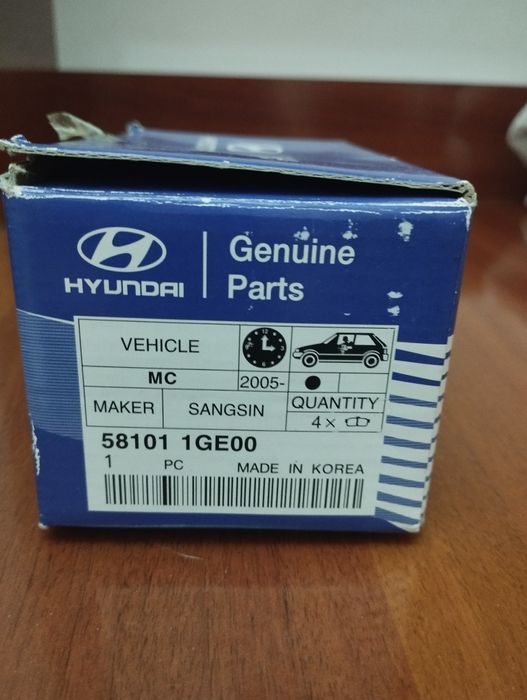 HYUNDAI
Genuine
Parts
VEHICLE
MC 2005-
MAKER SANGSIN QUANTITY
4×
58101 1GE00
1 PC MADE IN KOREA